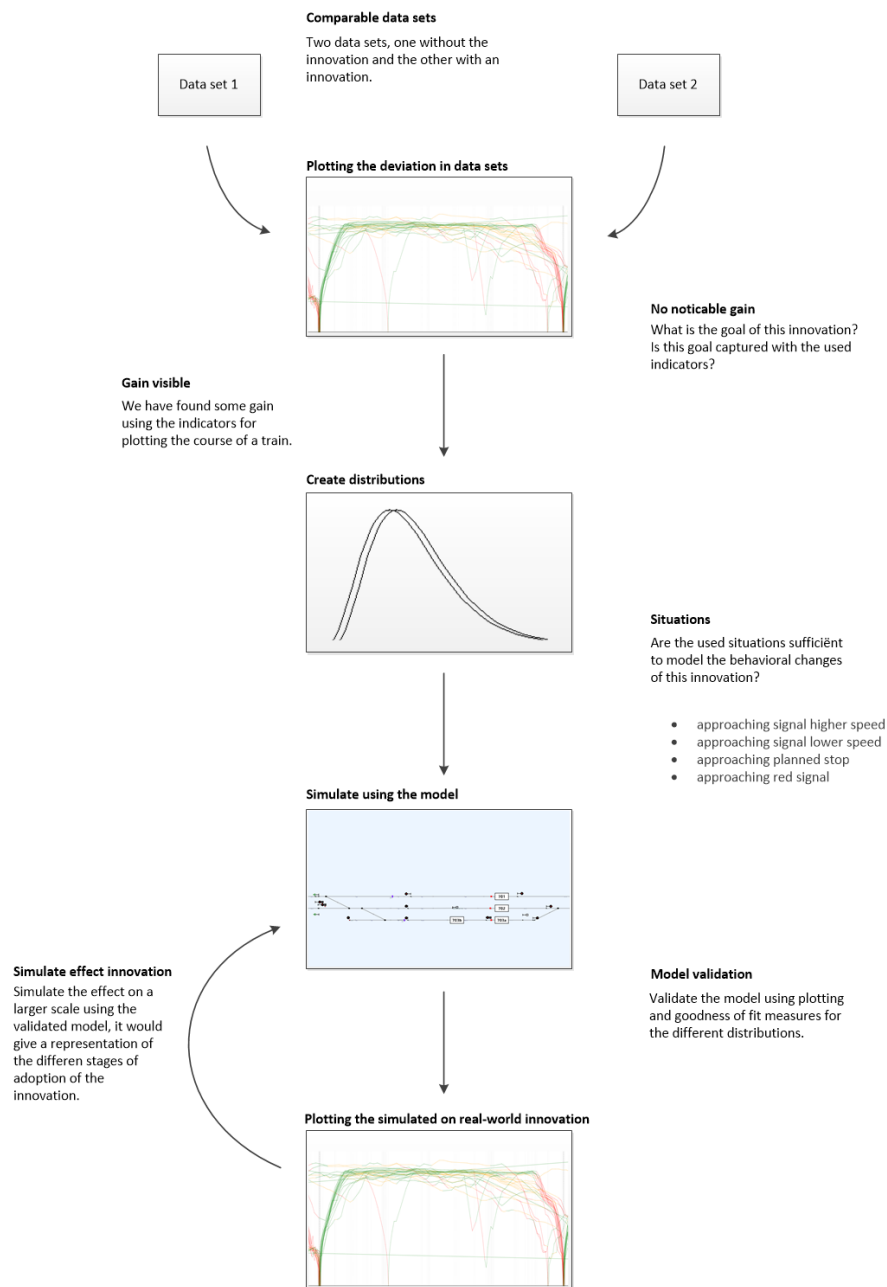 Comparable data sets
Two data sets, one without the
innovation and the other with an
innovation.
Data set 1
Data set 2
Plotting the deviation in data sets
No noticable gain
What is the goal of this innovation?
Is this goal captured with the used
indicators?
Gain visible
We have found some gain
using the indicators for
plotting the course of a train.
Create distributions
Situations
Are the used situations sufficiënt
to model the behavioral changes
of this innovation?
• approaching signal higher speed
• approaching signal lower speed
• approaching planned stop
• approaching red signal
Simulate using the model
Simulate effect innovation
Simulate the effect on a
larger scale using the
validated model, it would
give a representation of
the differen stages of
adoption of the
innovation.
Model validation
Validate the model using plotting
and goodness of fit measures for
the different distributions.
Plotting the simulated on real-world innovation